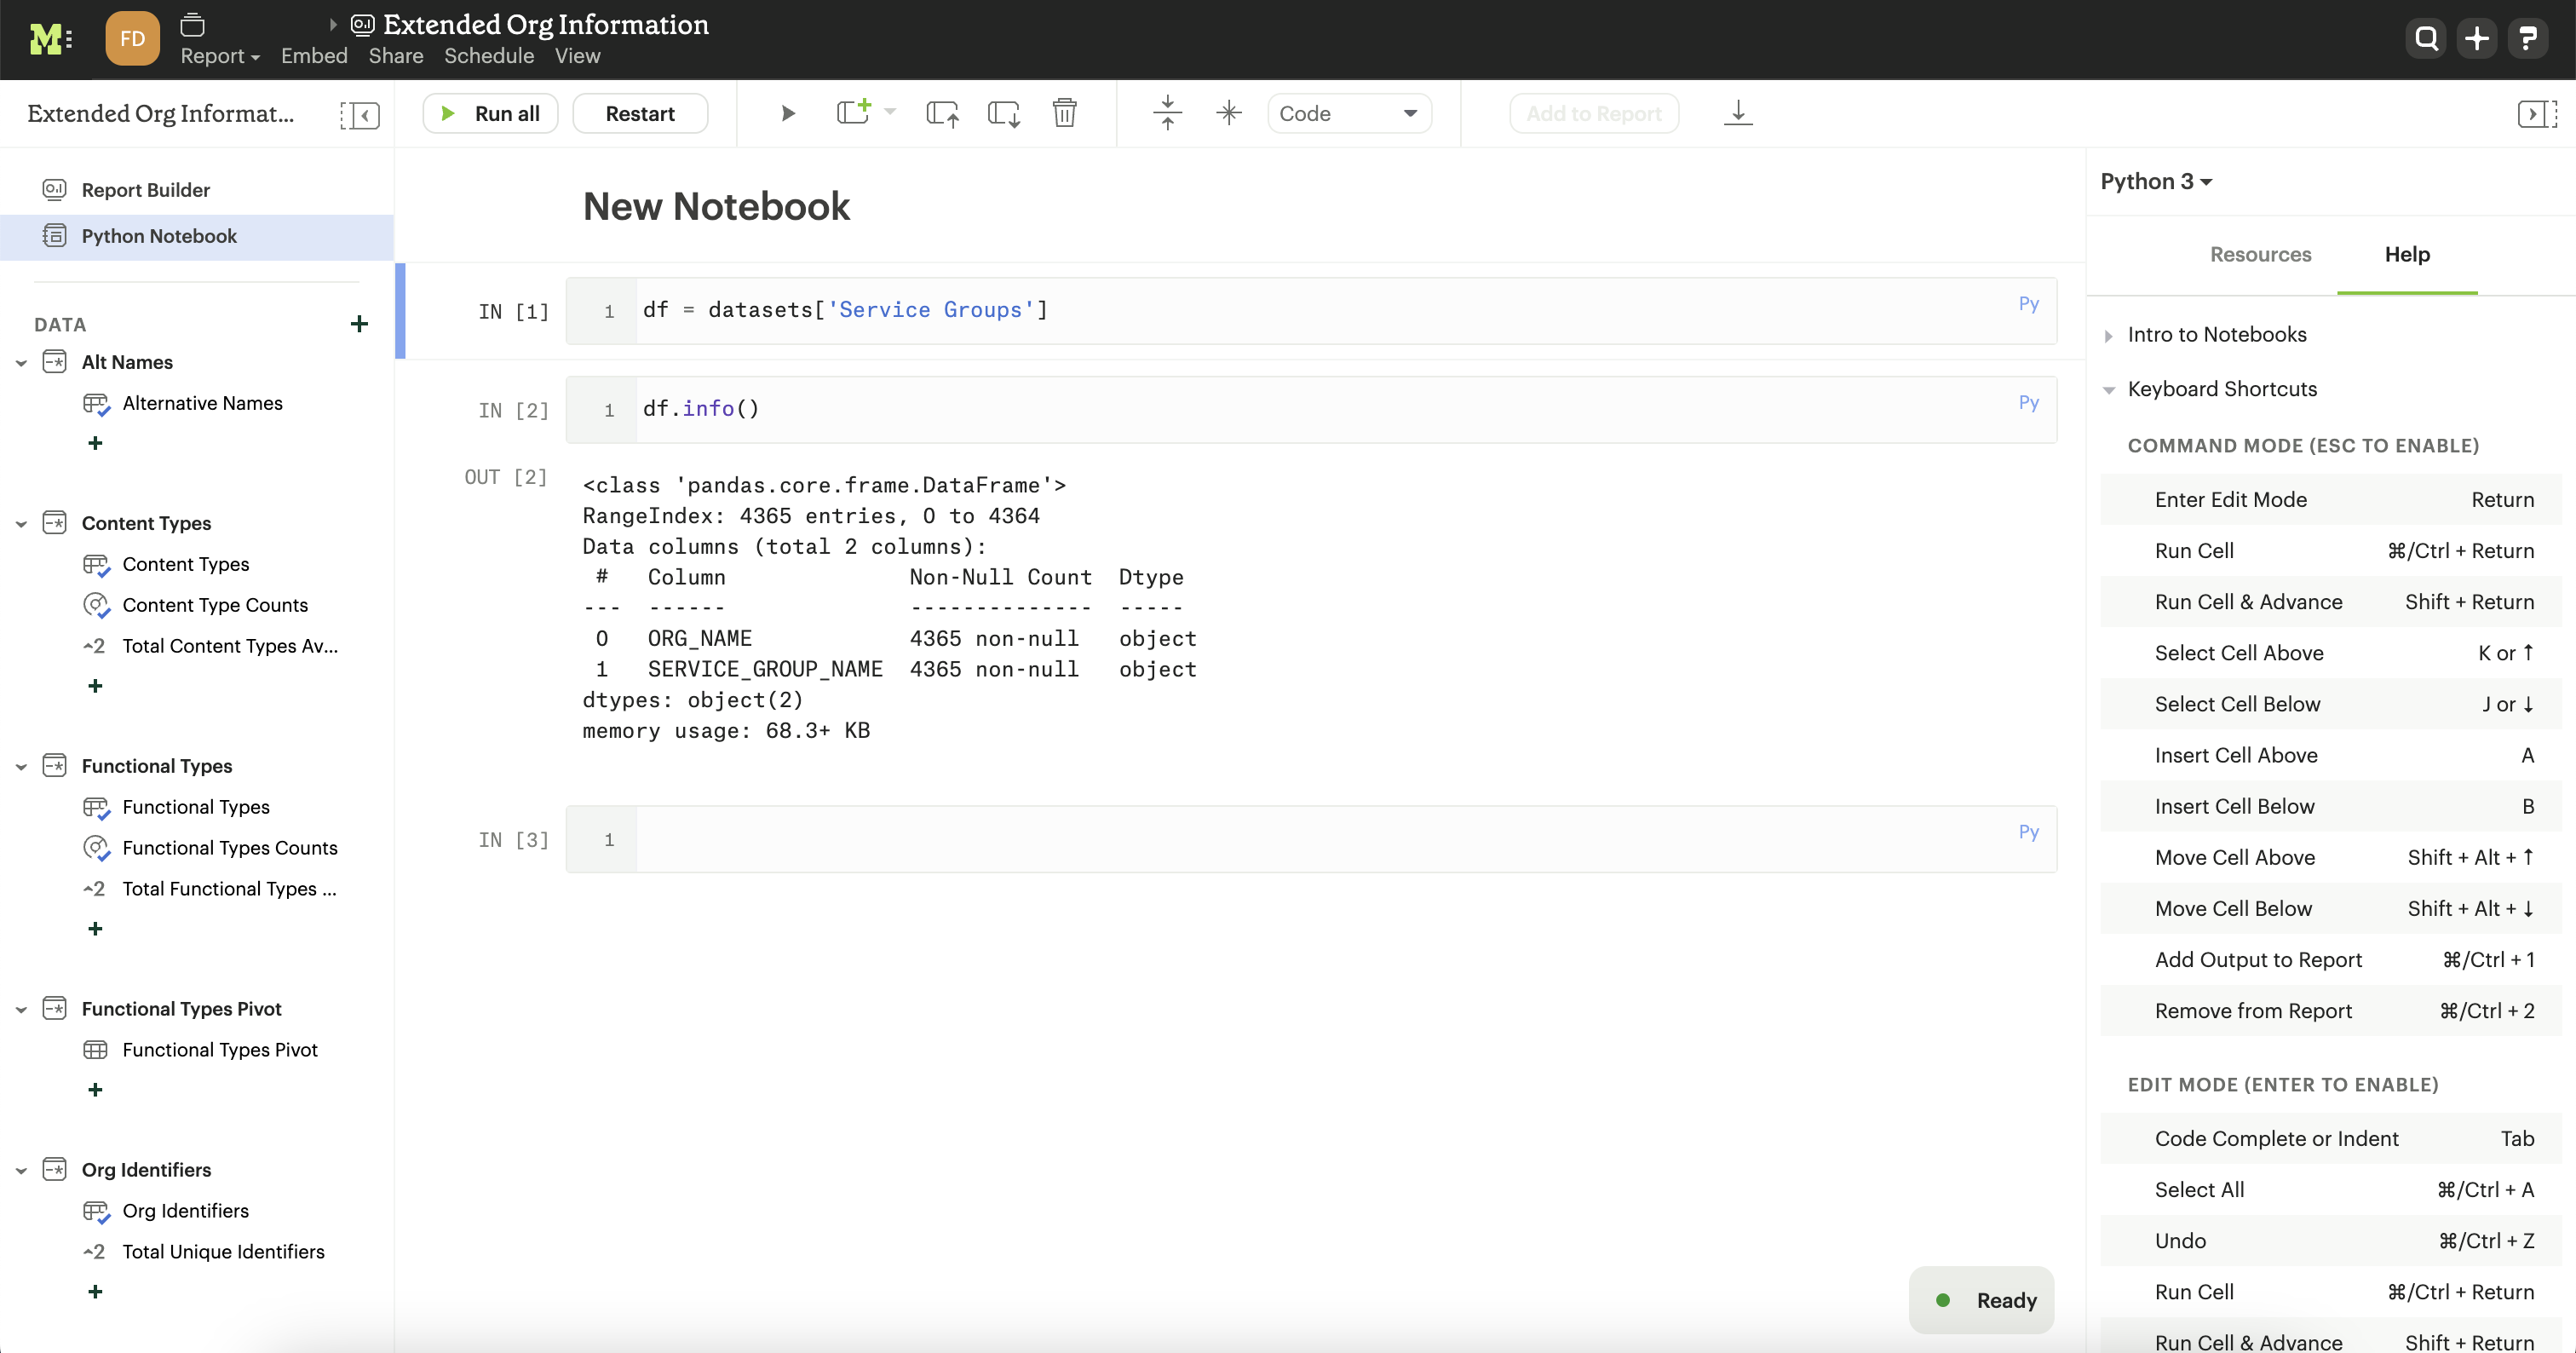 M
FD
Extended Org Information
Report Embed Share Schedule View
Extended Org Informat...
Run all Restart
Code
Add to Report
Report Builder
Python Notebook
DATA
Alt Names
Alternative Names
Content Types
Content Types
Content Type Counts
2 Total Content Types Av...
Functional Types
Functional Types
Functional Types Counts
2 Total Functional Types ...
Functional Types Pivot
Functional Types Pivot
Org Identifiers
Org Identifiers
2 Total Unique Identifiers
New Notebook
IN [1] 1 df = datasets['Service Groups'] Py
IN [2] 1 df.info() Py
OUT [2]
<class 'pandas.core.frame.DataFrame'>
RangeIndex: 4365 entries, 0 to 4364
Data columns (total 2 columns):
# Column Non-Null Count Dtype
--- ------ -------------- -----
0 ORG_NAME 4365 non-null object
1 SERVICE_GROUP_NAME 4365 non-null object
dtypes: object(2)
memory usage: 68.3+ KB
IN [3] 1 Py
Ready
Python 3
Resources Help
Intro to Notebooks
Keyboard Shortcuts
COMMAND MODE (ESC TO ENABLE)
Enter Edit Mode Return
Run Cell ⌘/Ctrl + Return
Run Cell & Advance Shift + Return
Select Cell Above K or ↑
Select Cell Below J or ↓
Insert Cell Above A
Insert Cell Below B
Move Cell Above Shift + Alt + ↑
Move Cell Below Shift + Alt + ↓
Add Output to Report ⌘/Ctrl + 1
Remove from Report ⌘/Ctrl + 2
EDIT MODE (ENTER TO ENABLE)
Code Complete or Indent Tab
Select All ⌘/Ctrl + A
Undo ⌘/Ctrl + Z
Run Cell ⌘/Ctrl + Return
Run Cell & Advance Shift + Return